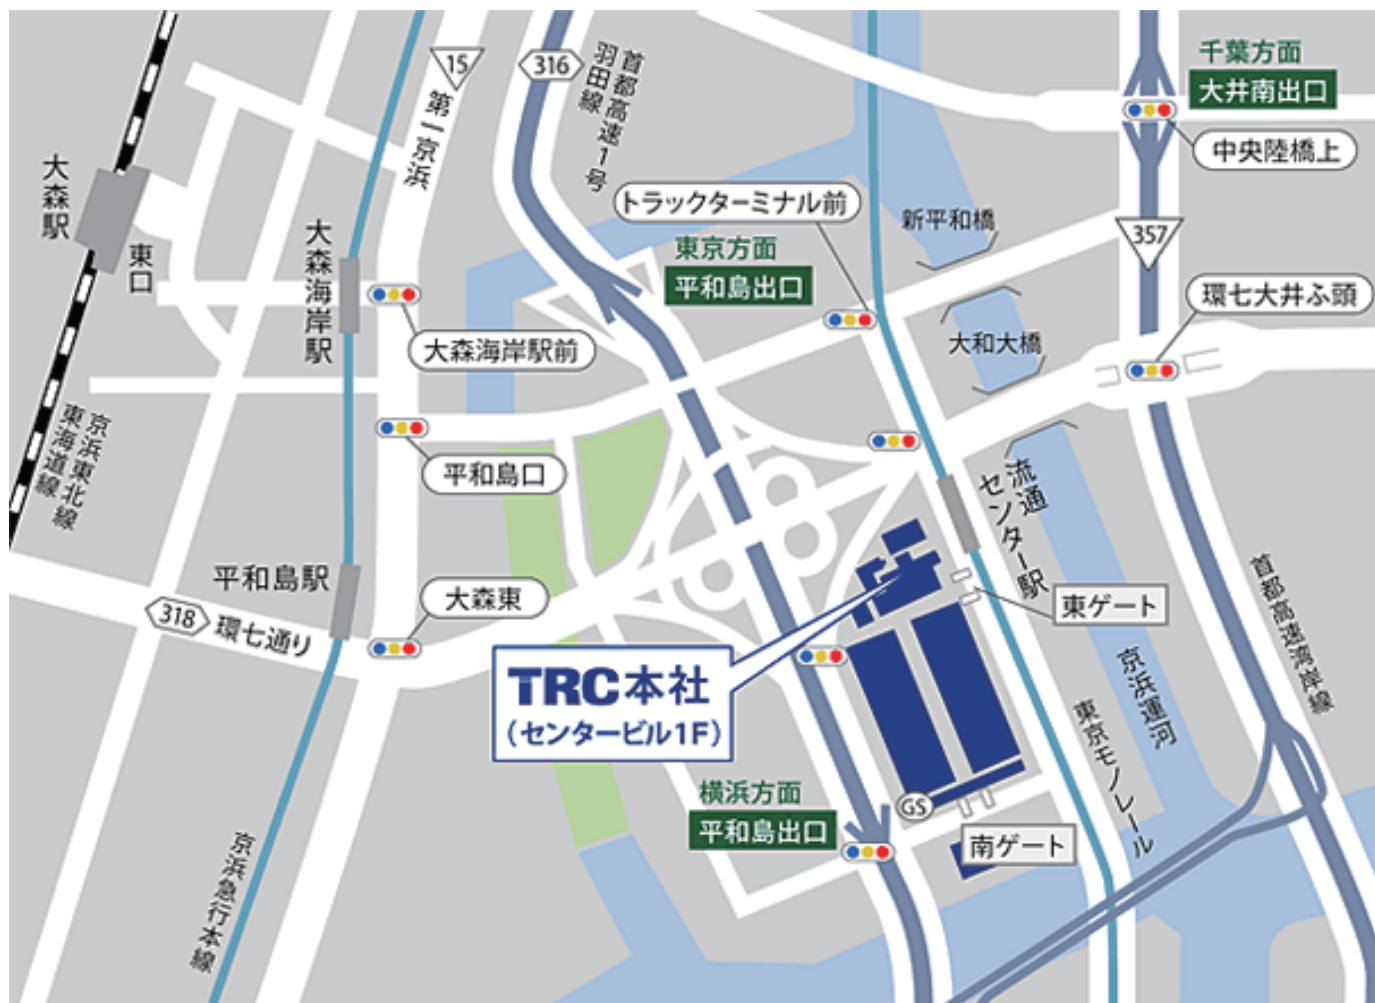 千葉方面
大井南出口
中央陸橋上
15
第一京浜
316
首都高速1号
羽田線
大森駅
東口
大森海岸駅
トラックターミナル前
新平和橋
357
東京方面
平和島出口
環七大井ふ頭
大森海岸駅前
大和大橋
京浜東北線
東海道線
平和島口
流通
センター駅
平和島駅
大森東
318
環七通り
東ゲート
首都高速湾岸線
TRC本社
(センタービル1F)
京浜運河
東京モノレール
横浜方面
平和島出口
GS
南ゲート
京浜急行本線